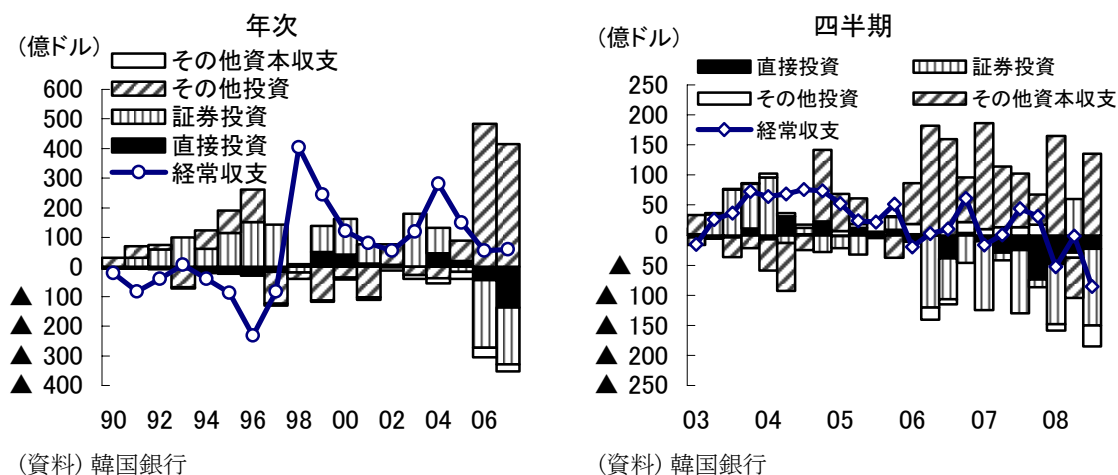 年次
(億ドル)
その他資本収支
その他投資
証券投資
直接投資
経常収支
600
500
400
300
200
100
0
▲ 100
▲ 200
▲ 300
▲ 400
90 92 94 96 98 00 02 04 06
(資料) 韓国銀行
四半期
(億ドル)
直接投資 証券投資
その他投資 その他資本収支
経常収支
250
200
150
100
50
0
▲ 50
▲ 100
▲ 150
▲ 200
▲ 250
03 04 05 06 07 08
(資料) 韓国銀行